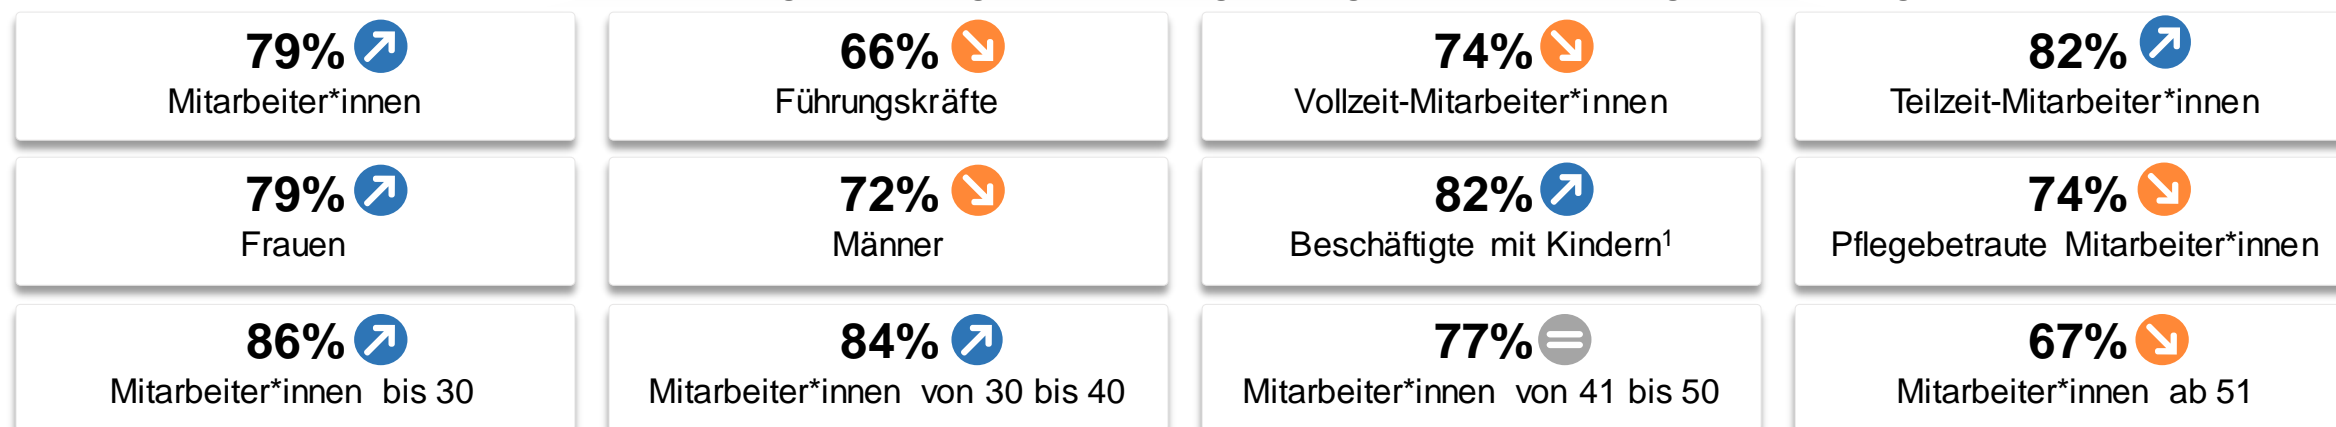 79%
Mitarbeiter*innen
66%
Führungskräfte
74%
Vollzeit-Mitarbeiter*innen
82%
Teilzeit-Mitarbeiter*innen
79%
Frauen
72%
Männer
82%
Beschäftigte mit Kindern¹
74%
Pflegebetraute Mitarbeiter*innen
86%
Mitarbeiter*innen bis 30
84%
Mitarbeiter*innen von 30 bis 40
77%
Mitarbeiter*innen von 41 bis 50
67%
Mitarbeiter*innen ab 51